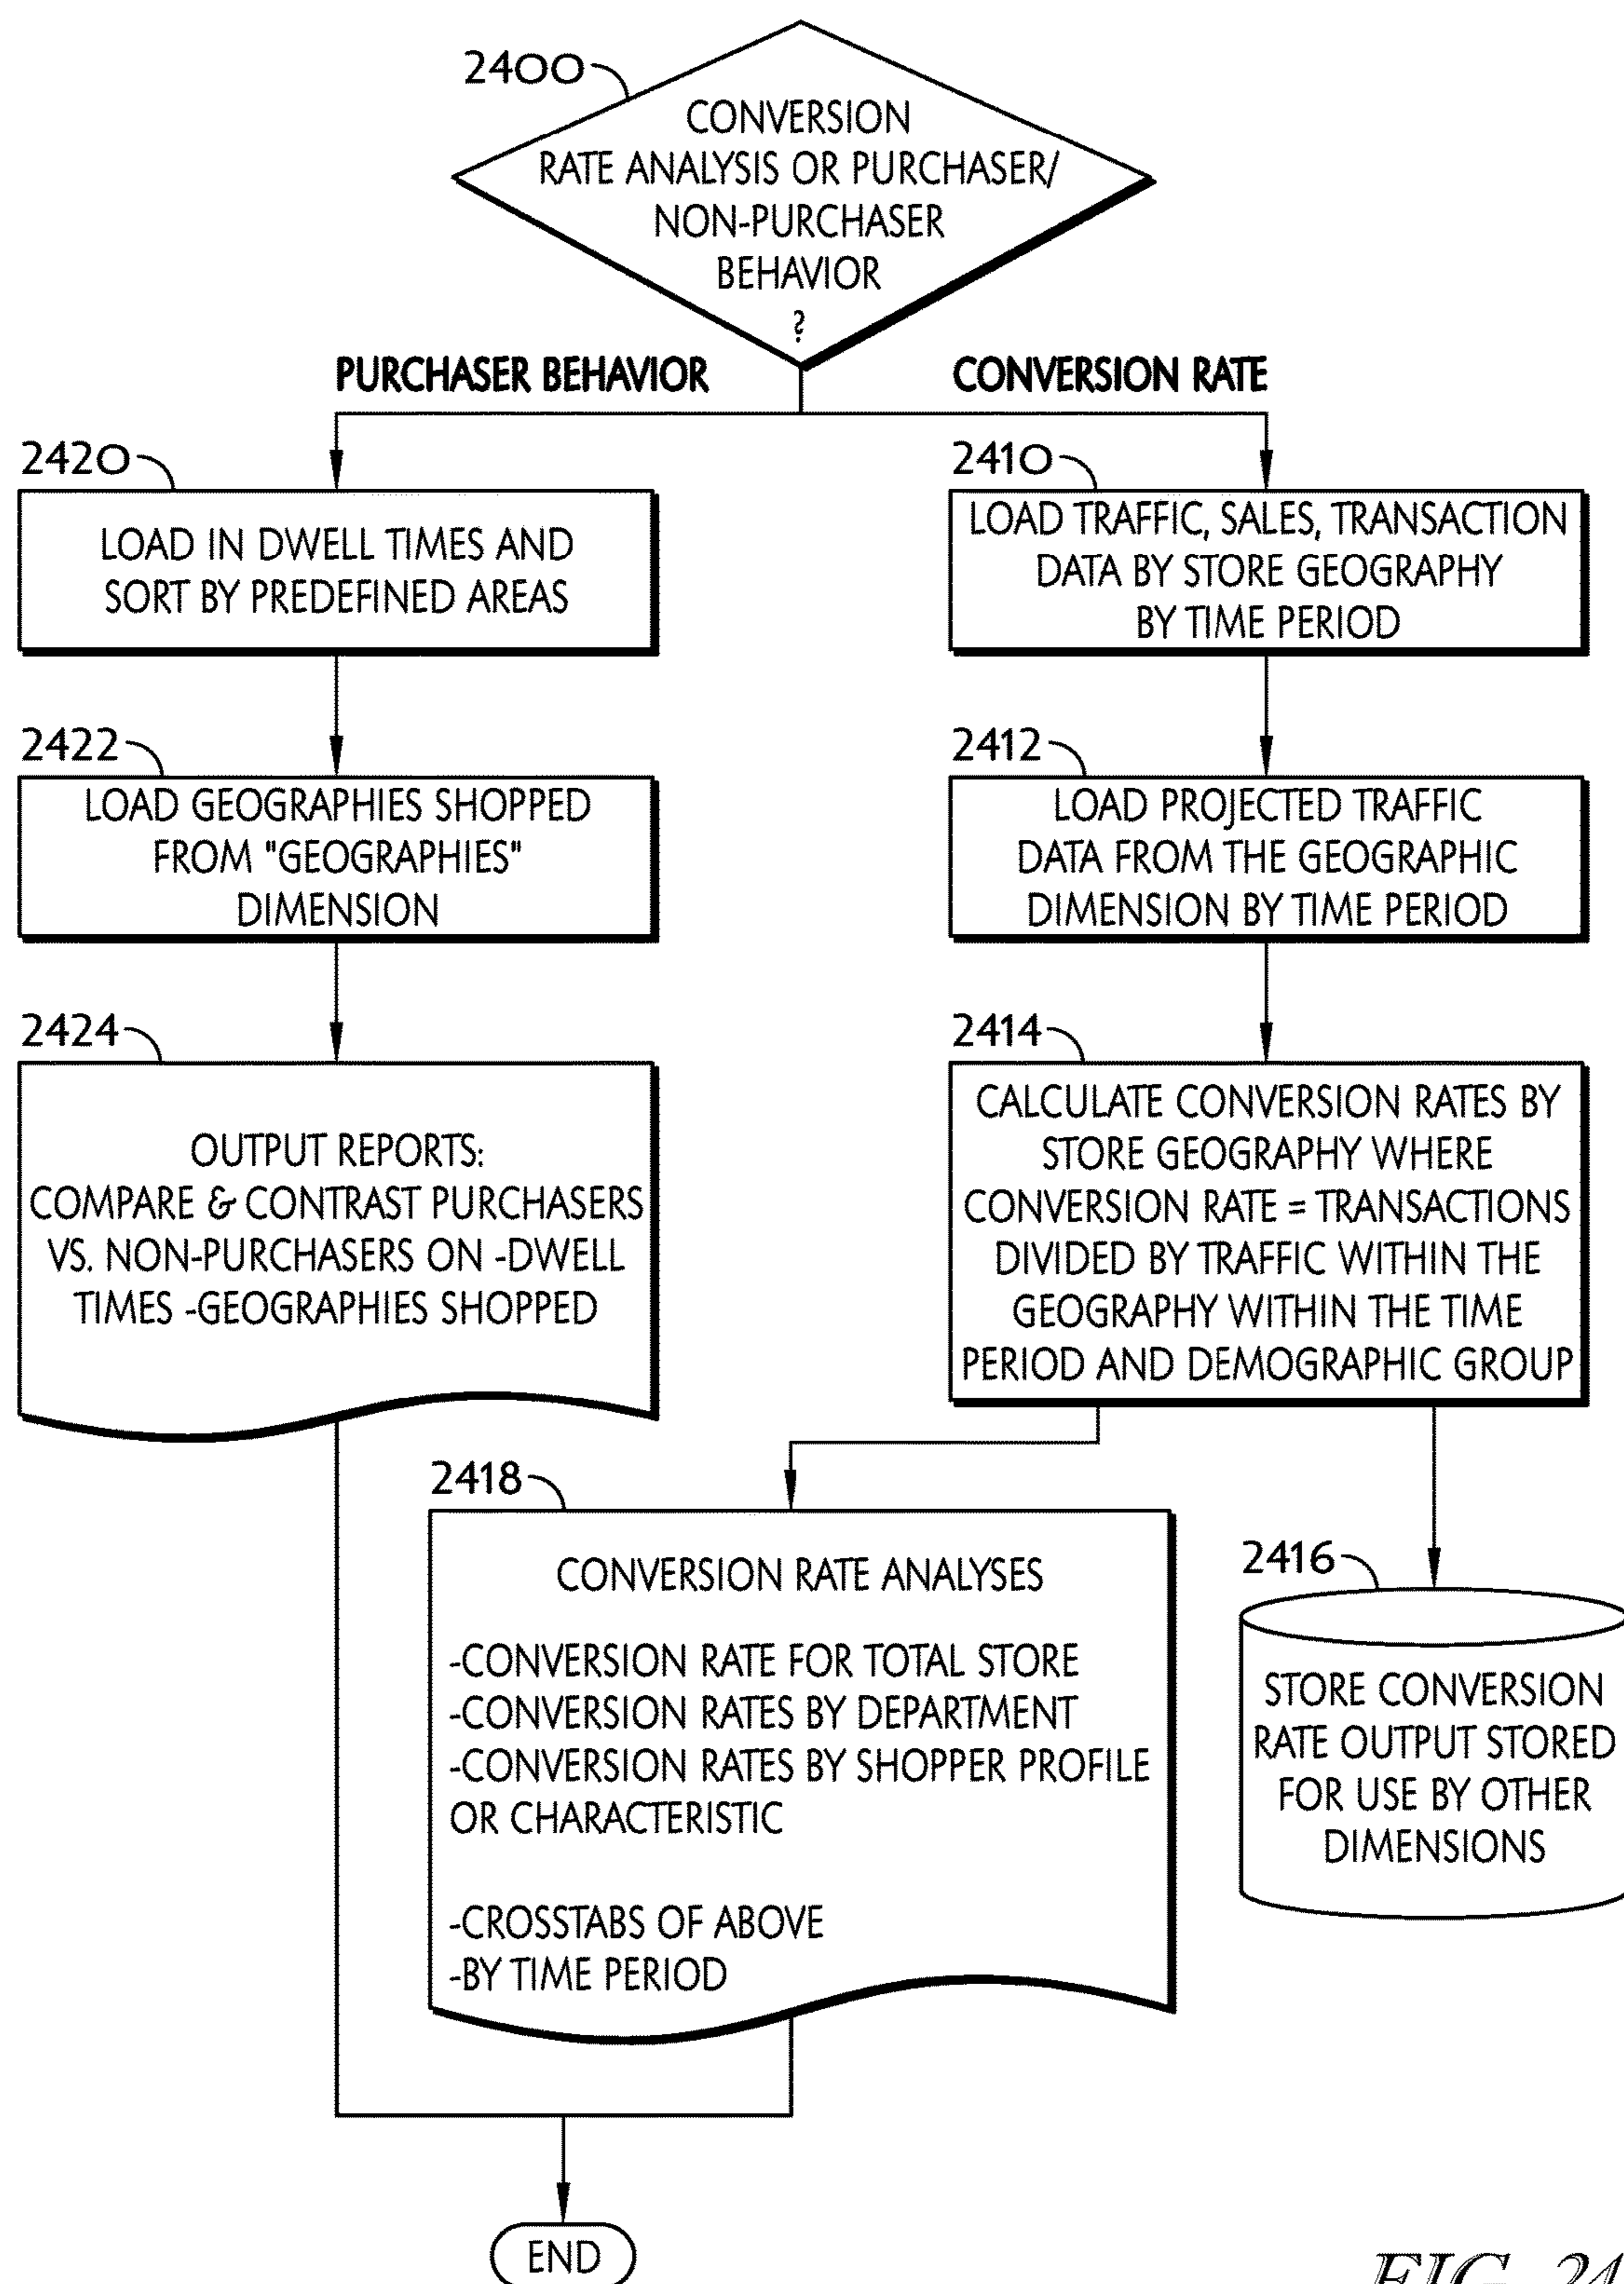 2400
CONVERSION
RATE ANALYSIS OR PURCHASER/
NON-PURCHASER
BEHAVIOR
?
PURCHASER BEHAVIOR
CONVERSION RATE
2420
LOAD IN DWELL TIMES AND
SORT BY PREDEFINED AREAS
2410
LOAD TRAFFIC, SALES, TRANSACTION
DATA BY STORE GEOGRAPHY
BY TIME PERIOD
2422
LOAD GEOGRAPHIES SHOPPED
FROM "GEOGRAPHIES"
DIMENSION
2412
LOAD PROJECTED TRAFFIC
DATA FROM THE GEOGRAPHIC
DIMENSION BY TIME PERIOD
2424
OUTPUT REPORTS:
COMPARE & CONTRAST PURCHASERS
VS. NON-PURCHASERS ON -DWELL
TIMES -GEOGRAPHIES SHOPPED
2414
CALCULATE CONVERSION RATES BY
STORE GEOGRAPHY WHERE
CONVERSION RATE = TRANSACTIONS
DIVIDED BY TRAFFIC WITHIN THE
GEOGRAPHY WITHIN THE TIME
PERIOD AND DEMOGRAPHIC GROUP
2418
CONVERSION RATE ANALYSES
-CONVERSION RATE FOR TOTAL STORE
-CONVERSION RATES BY DEPARTMENT
-CONVERSION RATES BY SHOPPER PROFILE
OR CHARACTERISTIC
-CROSSTABS OF ABOVE
-BY TIME PERIOD
2416
STORE CONVERSION
RATE OUTPUT STORED
FOR USE BY OTHER
DIMENSIONS
END
FIG. 24